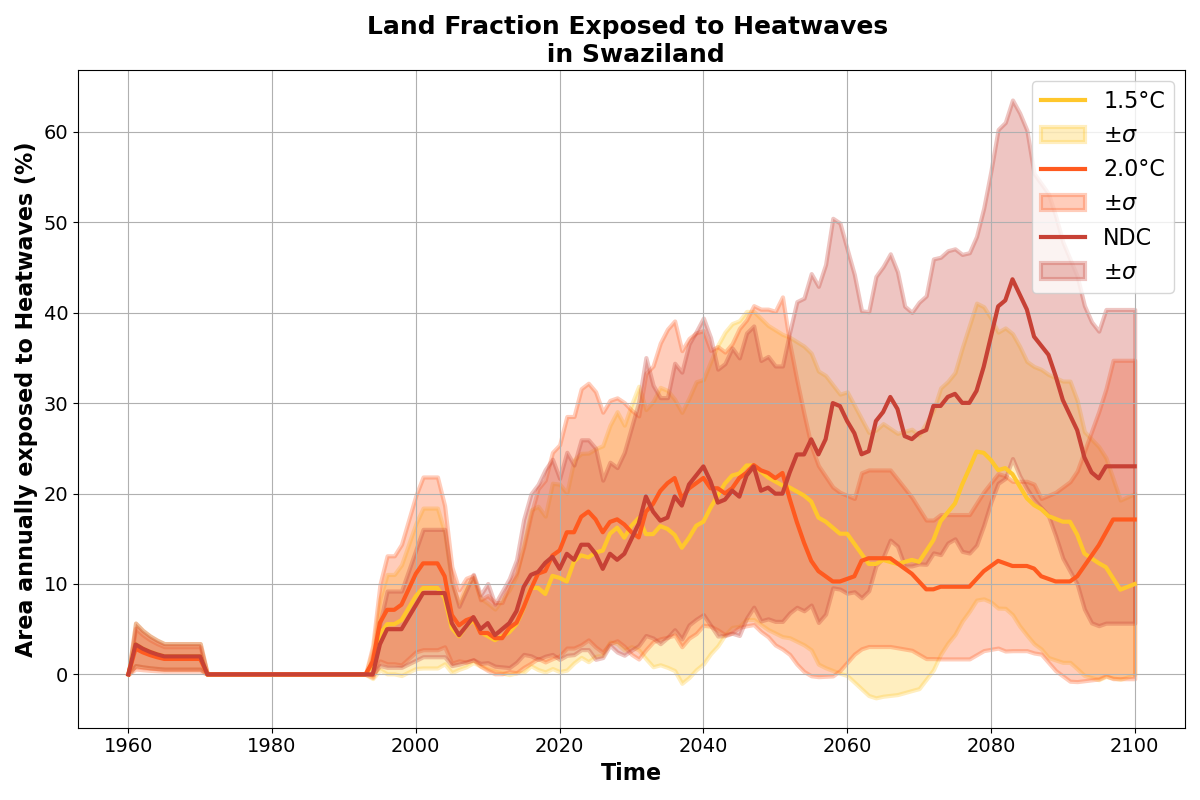 Land Fraction Exposed to Heatwaves
in Swaziland
Area annually exposed to Heatwaves (%)
60
50
40
30
20
10
0
1.5°C
±σ
2.0°C
±σ
NDC
±σ
1960
1980
2000
2020
2040
2060
2080
2100
Time